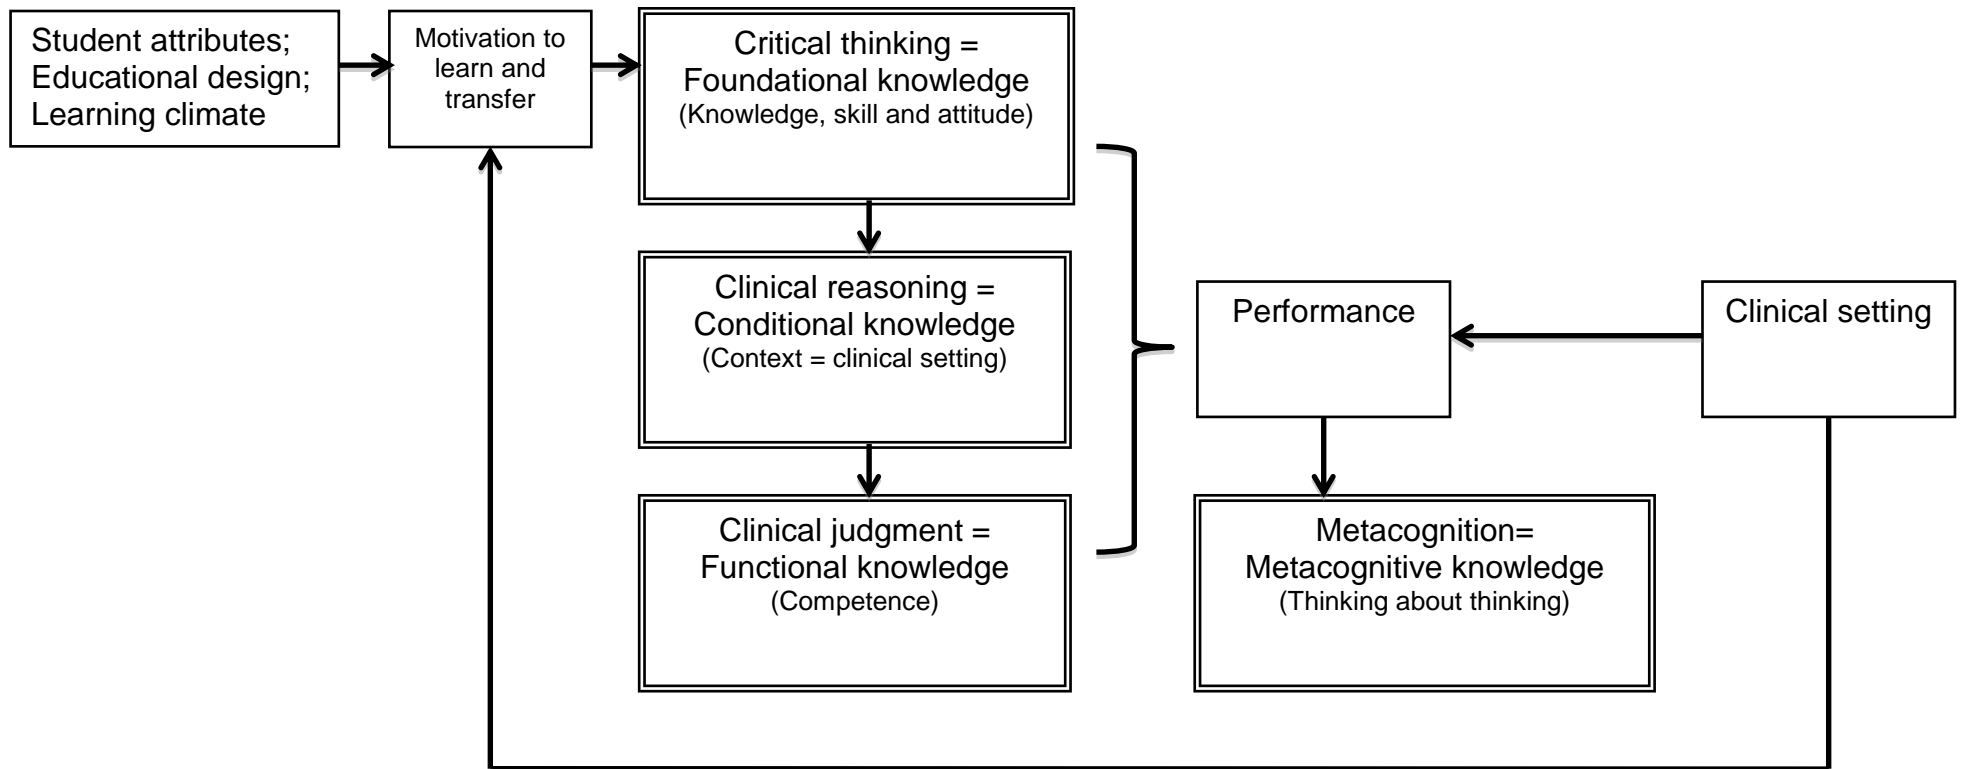 Student attributes;
Educational design;
Learning climate
Motivation to
learn and
transfer
Critical thinking =
Foundational knowledge
(Knowledge, skill and attitude)
Clinical reasoning =
Conditional knowledge
(Context = clinical setting)
Clinical judgment =
Functional knowledge
(Competence)
Performance
Clinical setting
Metacognition=
Metacognitive knowledge
(Thinking about thinking)